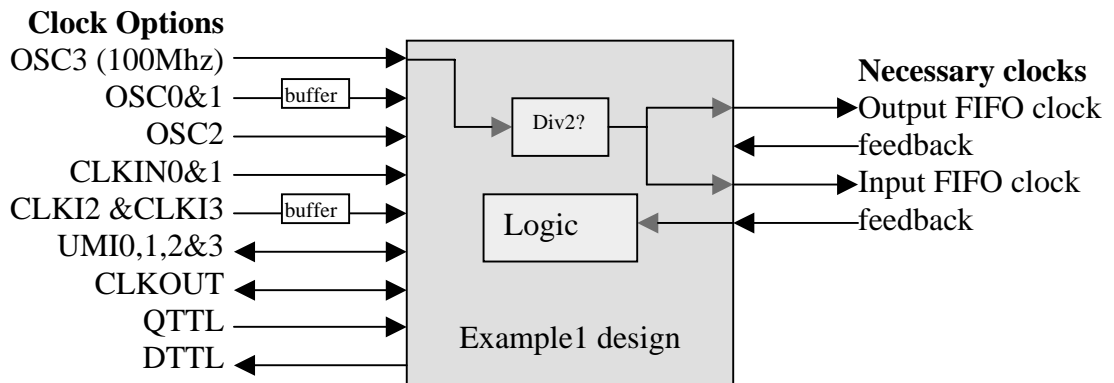 Clock Options
OSC3 (100Mhz)
OSC0&1
buffer
OSC2
CLKIN0&1
CLKI2 &CLKI3
buffer
UMI0,1,2&3
CLKOUT
QTTL
DTTL
Div2?
Logic
Example1 design
Necessary clocks
Output FIFO clock
feedback
Input FIFO clock
feedback